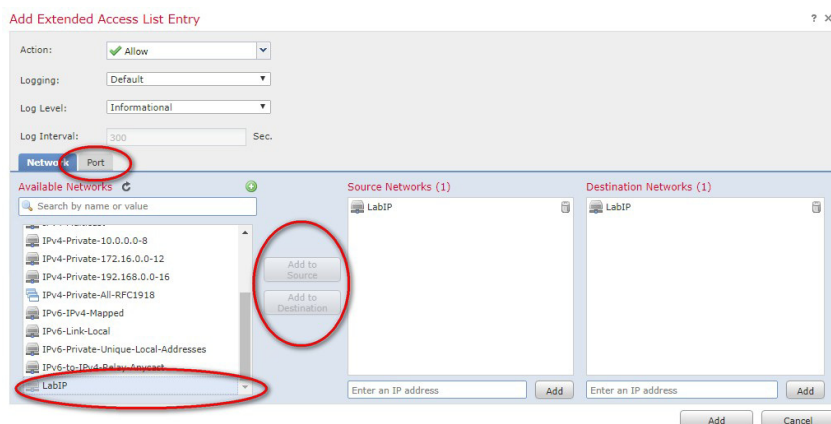 Add Extended Access List Entry ? X
Action: Allow
Logging: Default
Log Level: Informational
Log Interval: 300 Sec.
Network Port
Available Networks
Search by name or value
IPv4-Private-10.0.0.0-8
IPv4-Private-172.16.0.0-12
IPv4-Private-192.168.0.0-16
IPv4-Private-All-RFC1918
IPv6-IPv4-Mapped
IPv6-Link-Local
IPv6-Private-Unique-Local-Addresses
IPv6-to-IPv4-Relay-Anycast
LabIP
Add to
Source
Add to
Destination
Source Networks (1)
LabIP
Enter an IP address Add
Destination Networks (1)
LabIP
Enter an IP address Add
Add Cancel